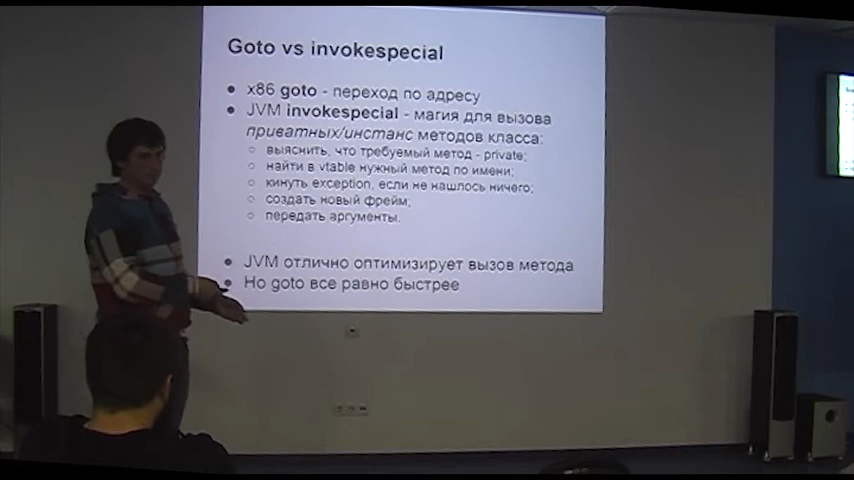 Goto vs invokespecial
● x86 goto - переход по адресу
● JVM invokespecial - магия для вызова
приватных/инстанс методов класса:
○ выяснить, что требуемый метод - private;
○ найти в vtable нужный метод по имени;
○ кинуть exception, если не нашлось ничего;
○ создать новый фрейм;
○ передать аргументы.
● JVM отлично оптимизирует вызов метода
● Но goto все равно быстрее